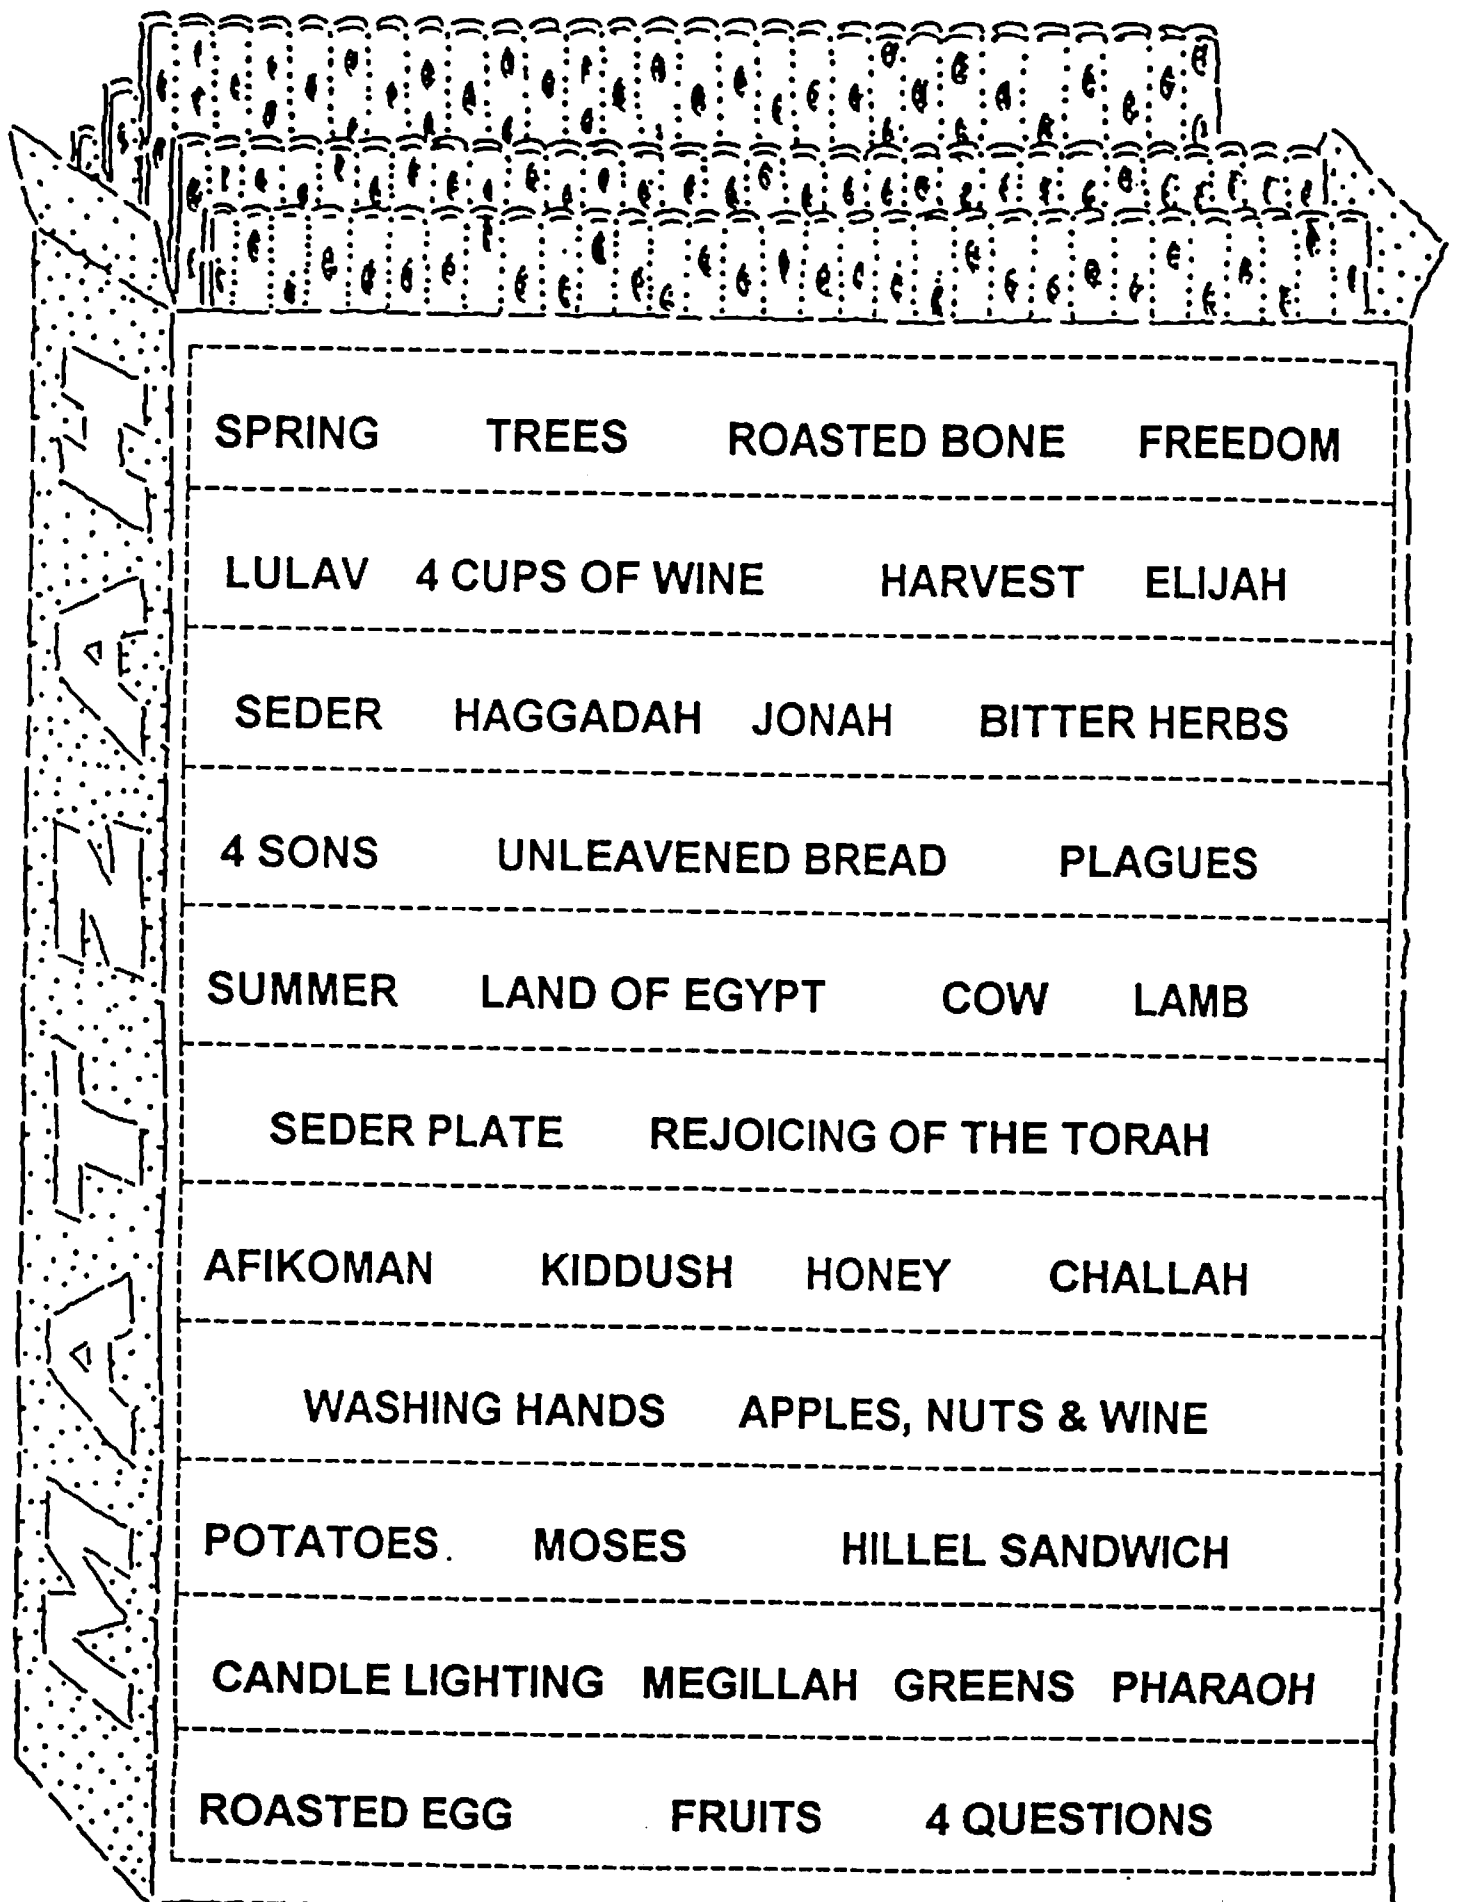 SPRING TREES ROASTED BONE FREEDOM
LULAV 4 CUPS OF WINE HARVEST ELIJAH
SEDER HAGGADAH JONAH BITTER HERBS
4 SONS UNLEAVENED BREAD PLAGUES
SUMMER LAND OF EGYPT COW LAMB
SEDER PLATE REJOICING OF THE TORAH
AFIKOMAN KIDDUSH HONEY CHALLAH
WASHING HANDS APPLES, NUTS & WINE
POTATOES. MOSES HILLEL SANDWICH
CANDLE LIGHTING MEGILLAH GREENS PHARAOH
ROASTED EGG FRUITS 4 QUESTIONS
MATZAH